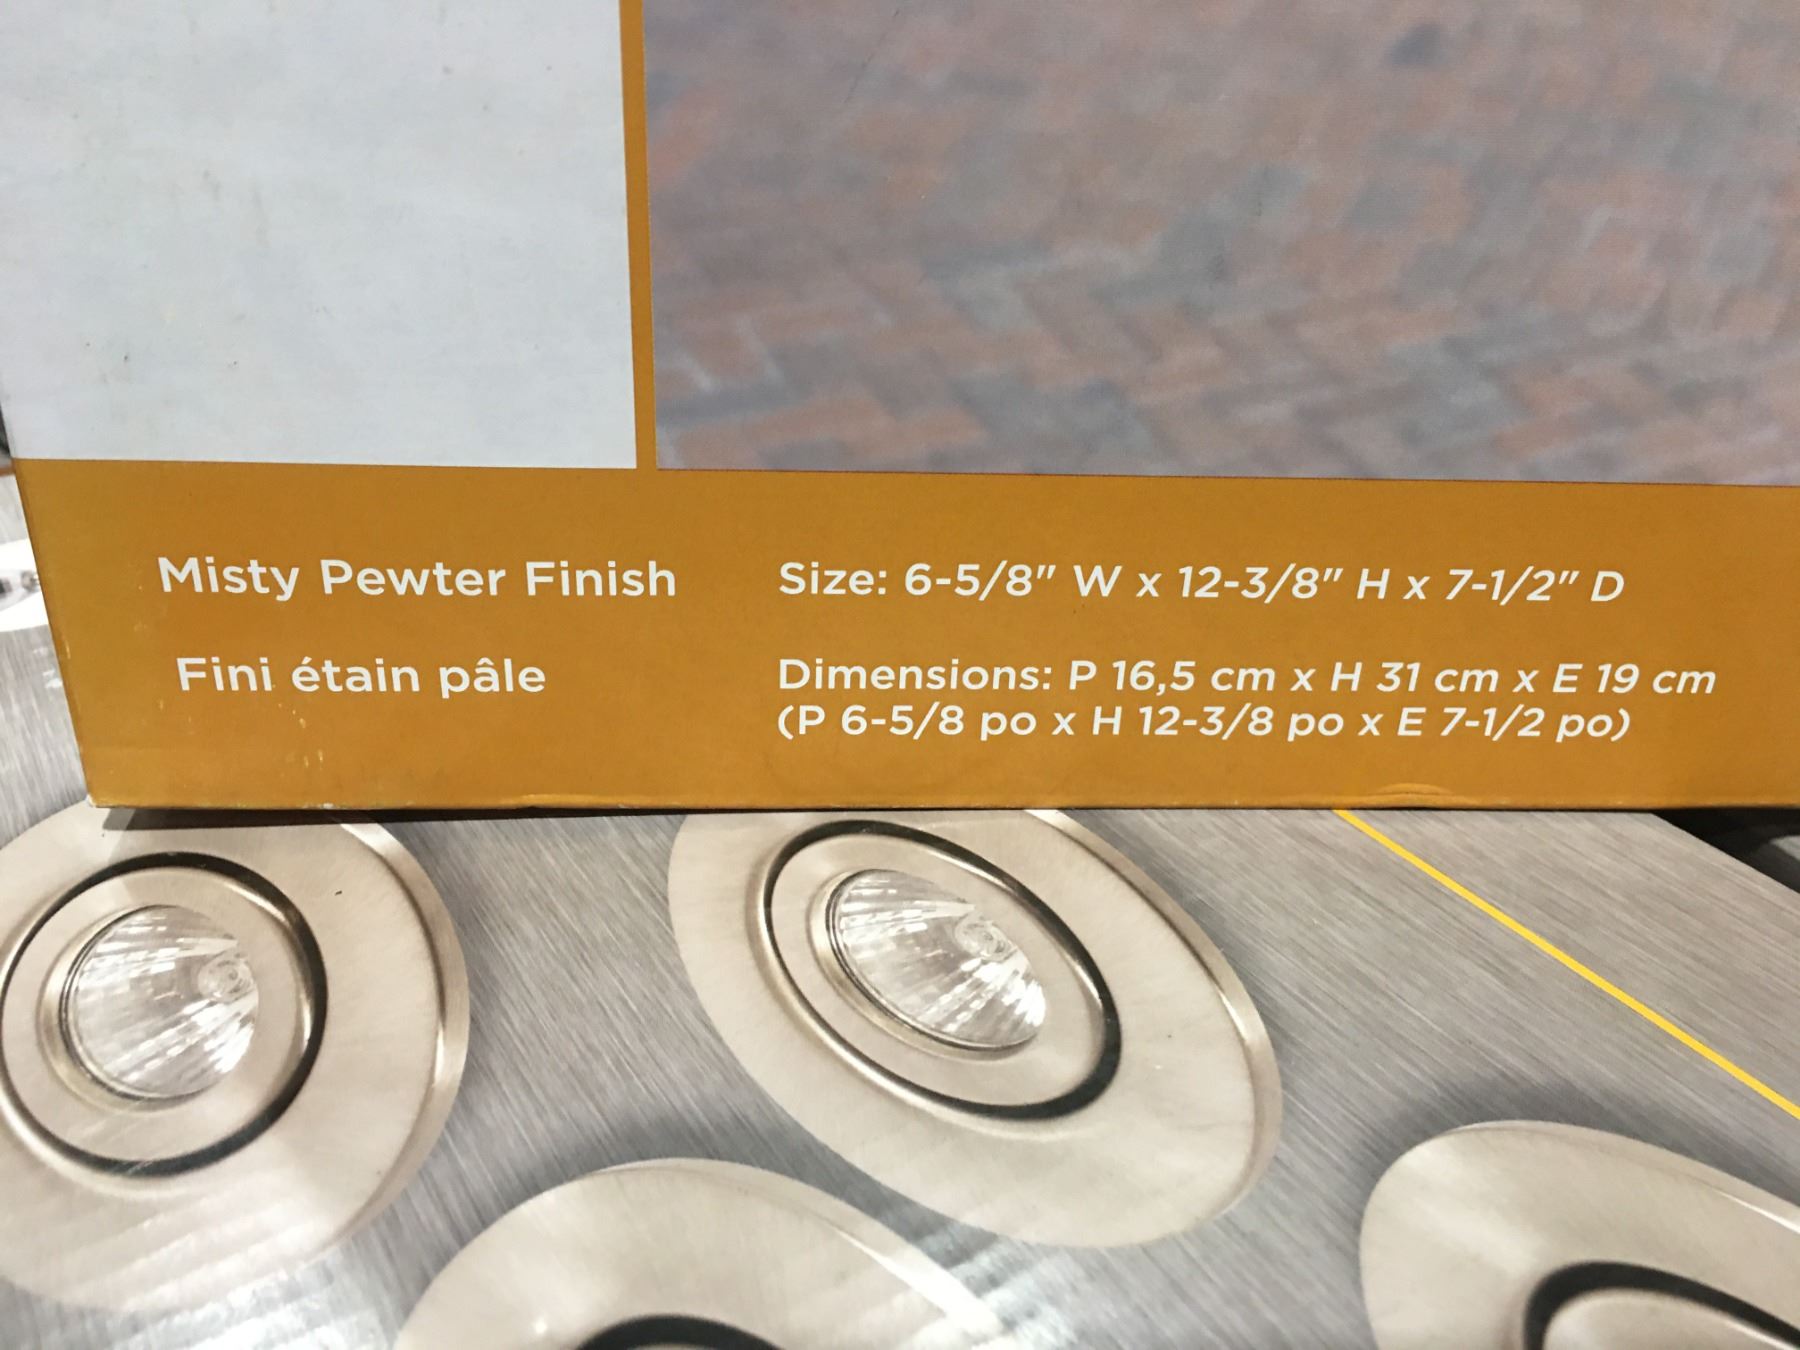 Misty Pewter Finish
Size: 6-5/8" W x 12-3/8" H x 7-1/2" D
Fini étain pâle
Dimensions: P 16,5 cm x H 31 cm x E 19 cm
(P 6-5/8 po x H 12-3/8 po x E 7-1/2 po)